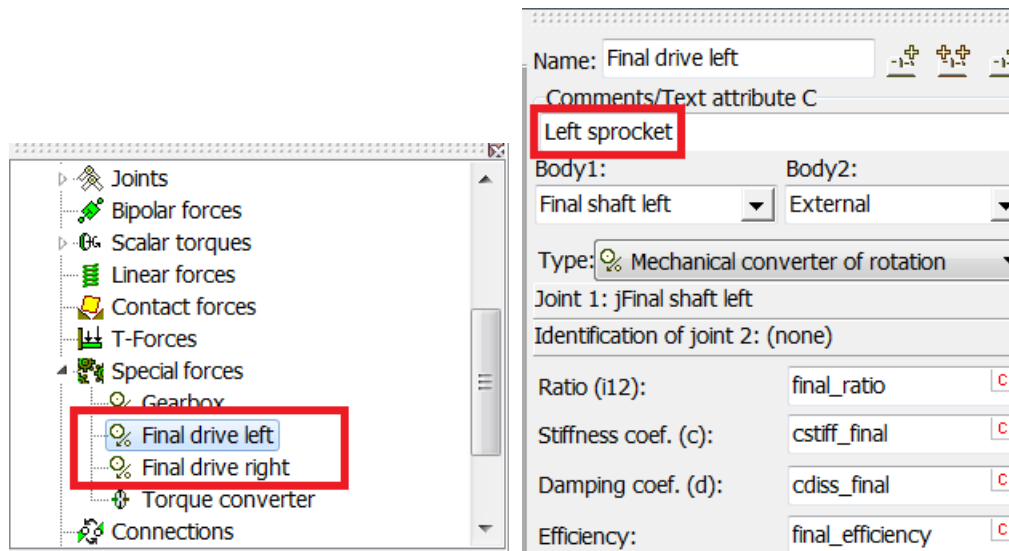 Joints
Bipolar forces
Scalar torques
Linear forces
Contact forces
T-Forces
Special forces
Gearbox
Final drive left
Final drive right
Torque converter
Connections
Name: Final drive left
Comments/Text attribute C
Left sprocket
Body1: Body2:
Final shaft left External
Type: Mechanical converter of rotation
Joint 1: jFinal shaft left
Identification of joint 2: (none)
Ratio (i12): final_ratio C
Stiffness coef. (c): cstiff_final C
Damping coef. (d): cdiss_final C
Efficiency: final_efficiency C